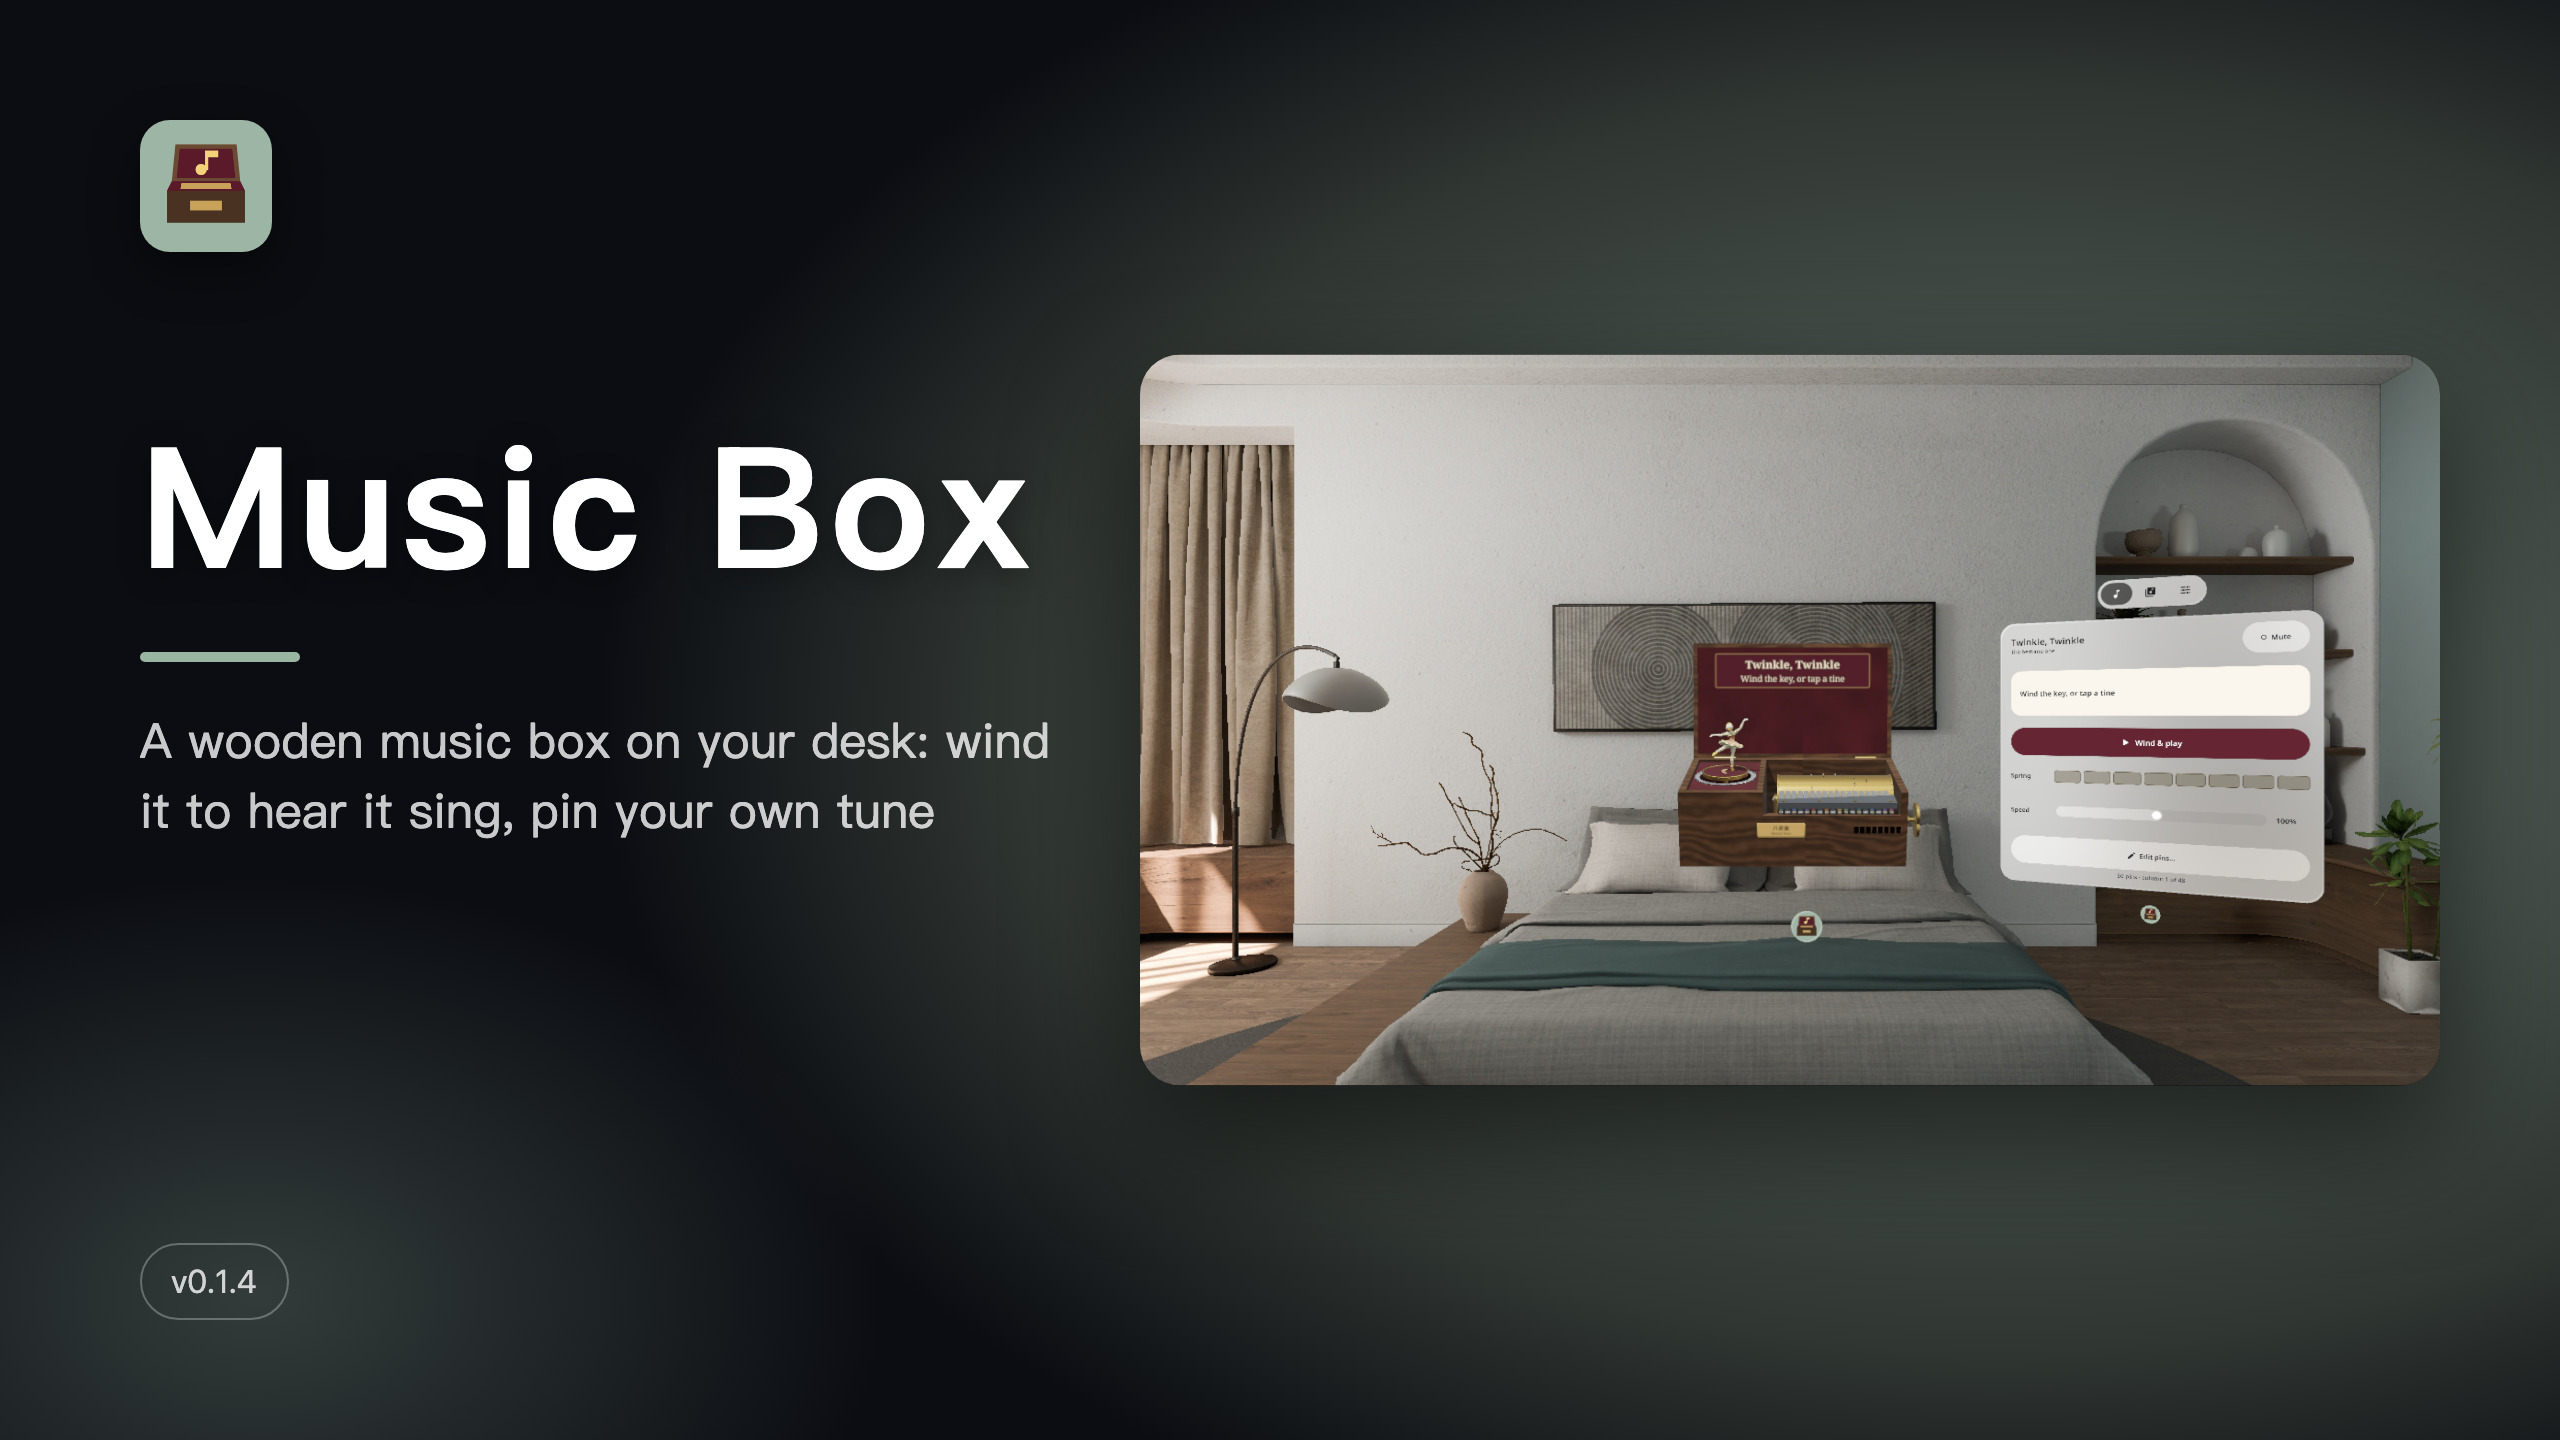 Music Box
A wooden music box on your desk: wind
it to hear it sing, pin your own tune
v0.1.4
Twinkle, Twinkle
Wind the key, or tap a tine
Twinkle, Twinkle
Mute
Wind the key, or tap a tine
Wind & play
Spring
Speed
100%
Edit pins...